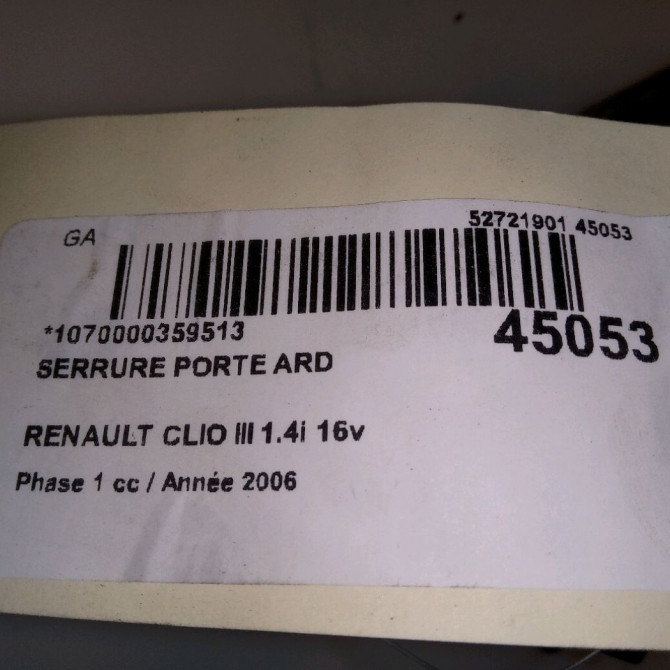 GA
52721901 45053
*1070000359513
45053
SERRURE PORTE ARD
RENAULT CLIO III 1.4i 16v
Phase 1 cc / Année 2006